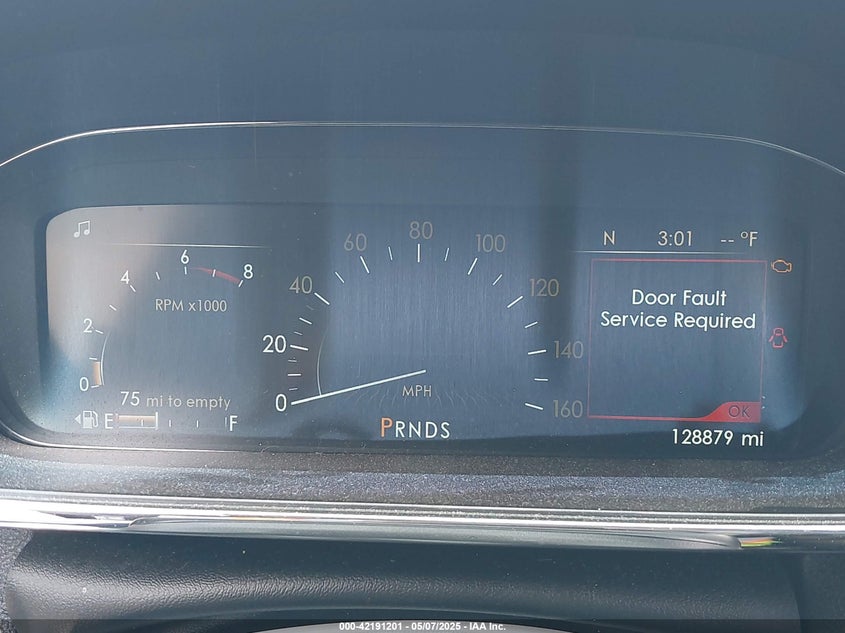 N 3:01 -- °F
80
60 100
6
4 8
40 120
RPM x1000
Door Fault
Service Required
2
20
140
0
75 mi to empty
MPH
0 160
E F
PRNDS
OK
128879 mi
000-42191201 - 05/07/2025 - IAA Inc.